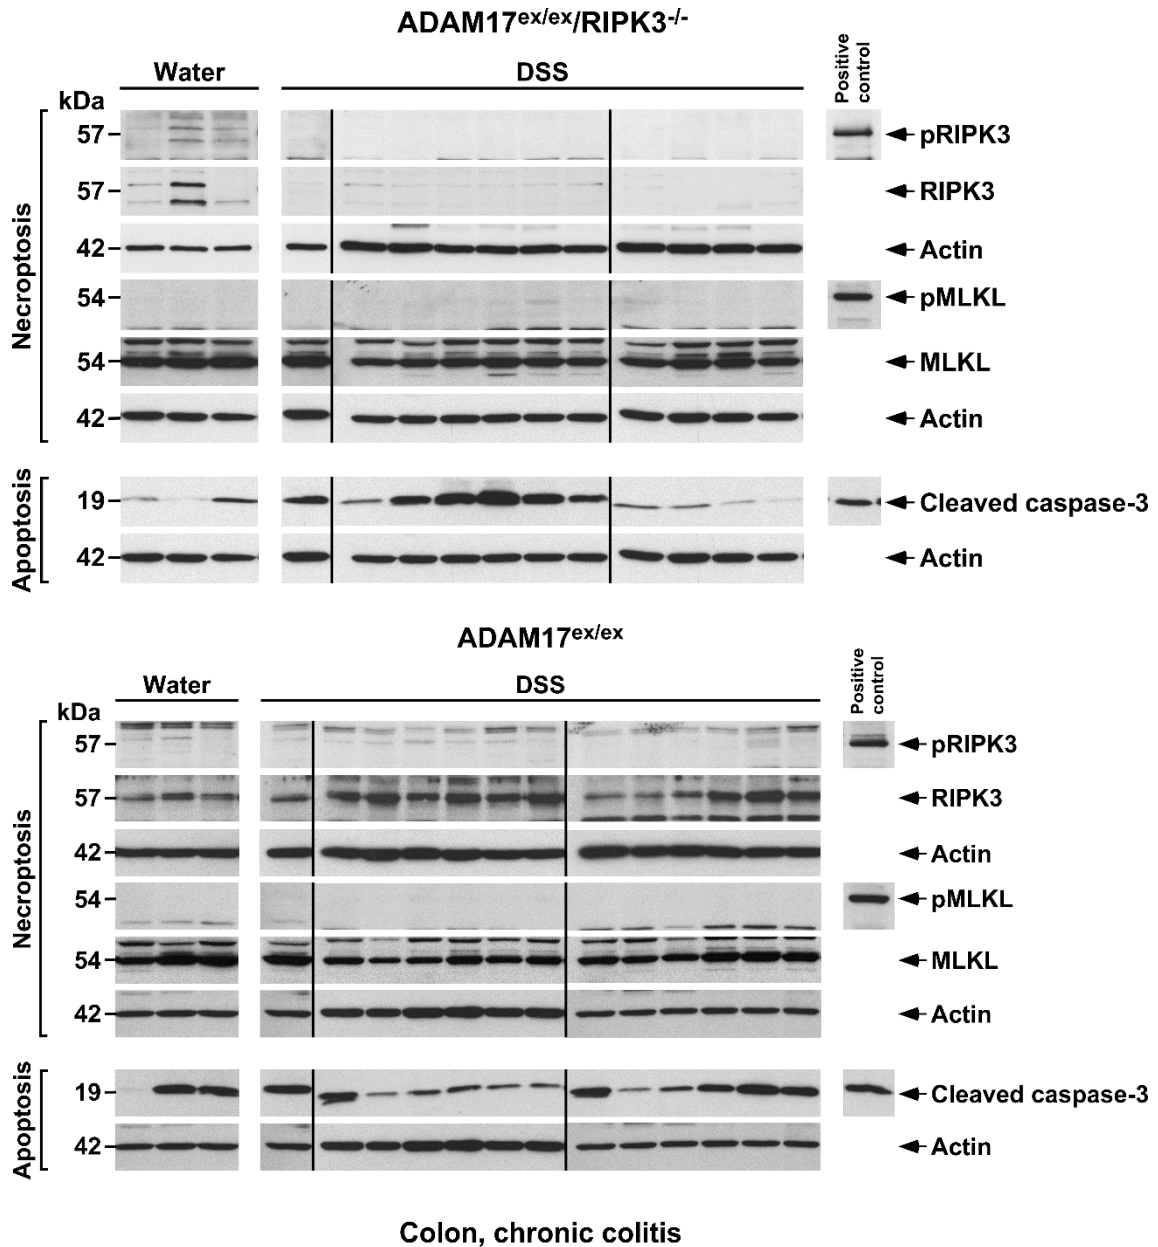 ADAM17ex/ex/RIPK3-/-
Water
DSS
Positive control
kDa
Necroptosis
57
pRIPK3
57
RIPK3
42
Actin
54
pMLKL
54
MLKL
42
Actin
Apoptosis
19
Cleaved caspase-3
42
Actin
ADAM17ex/ex
Water
DSS
Positive control
kDa
Necroptosis
57
pRIPK3
57
RIPK3
42
Actin
54
pMLKL
54
MLKL
42
Actin
Apoptosis
19
Cleaved caspase-3
42
Actin
Colon, chronic colitis